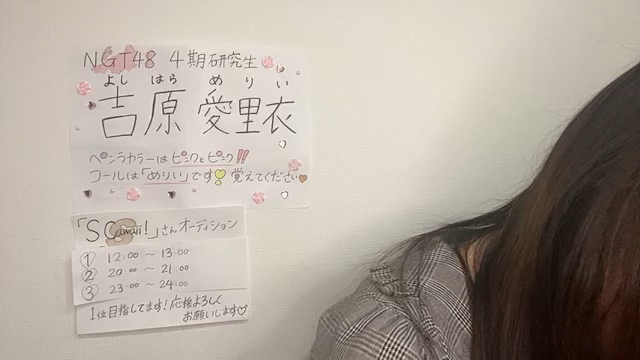 NGT48 4期研究生
よし はら め り い
吉原 愛里衣
ペンラカラーはピンクとピンク!!
コールは「めりい」です! 覚えてください
「S Cawaii!」さんオーディション
① 12:00 〜 13:00
② 20:00 〜 21:00
③ 23:00 〜 24:00
1位目指してます!応援よろしく
お願いします♡